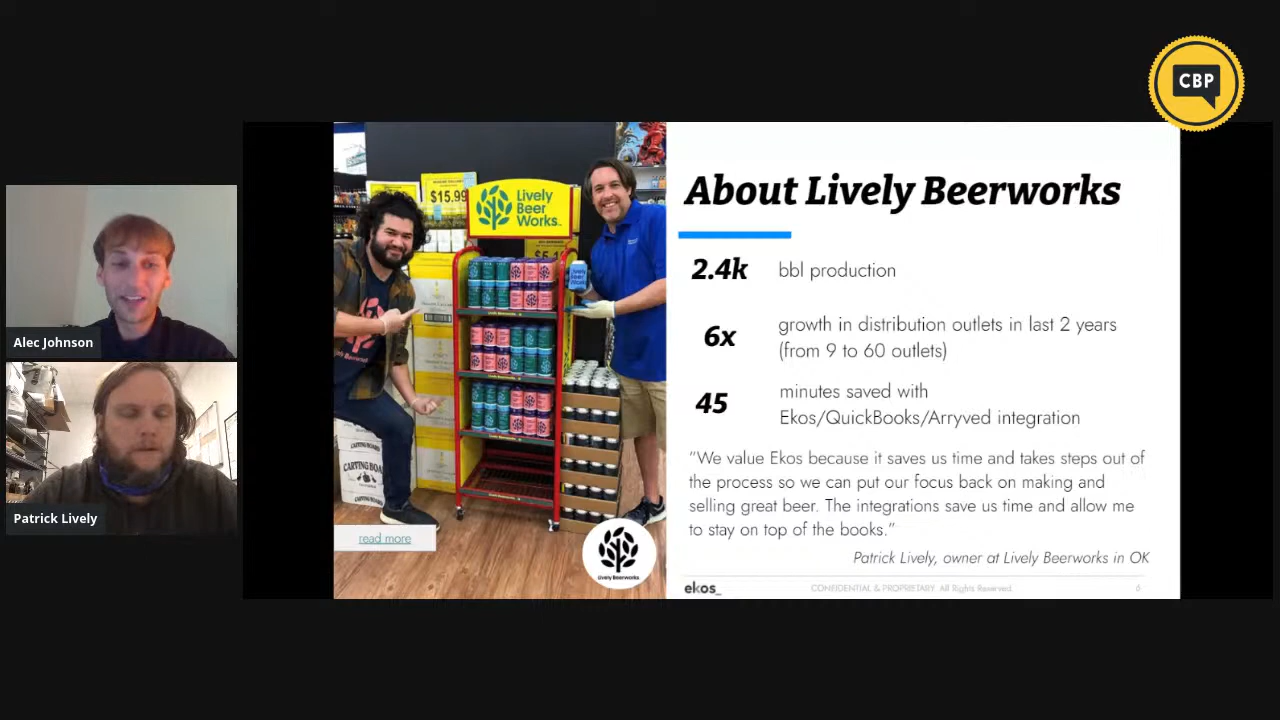 CBP
About Lively Beerworks
2.4k bbl production
6x growth in distribution outlets in last 2 years
(from 9 to 60 outlets)
45 minutes saved with
Ekos/QuickBooks/Arryved integration
"We value Ekos because it saves us time and takes steps out of
the process so we can put our focus back on making and
selling great beer. The integrations save us time and allow me
to stay on top of the books."
Patrick Lively, owner at Lively Beerworks in OK
ekos_
CONFIDENTIAL & PROPRIETARY. All Rights Reserved.
6
$15.99
Lively
Beer
Works
CARVING BOARD
read more
Lively Beerworks
Alec Johnson
Patrick Lively